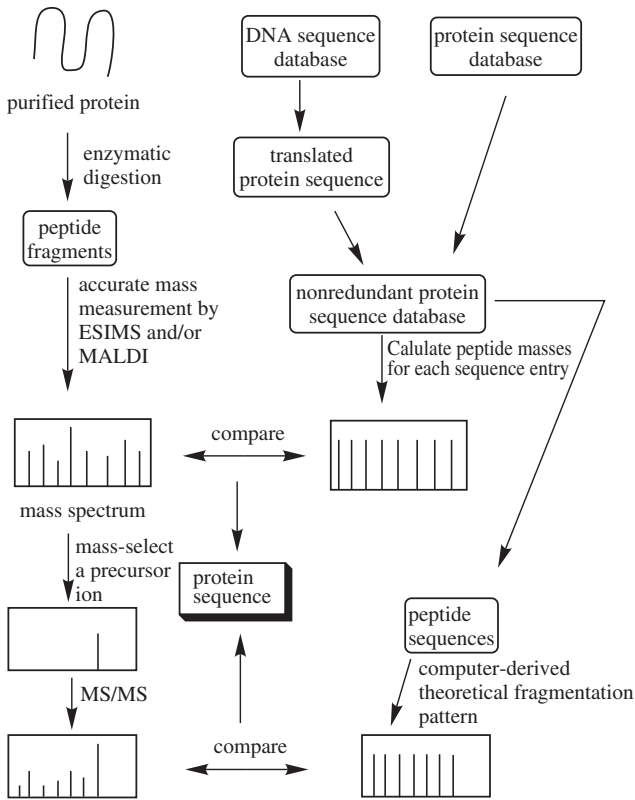 DNA sequence
database
protein sequence
database
purified protein
enzymatic
digestion
translated
protein sequence
peptide
fragments
accurate mass
measurement by
ESIMS and/or
MALDI
nonredundant protein
sequence database
Calulate peptide masses
for each sequence entry
compare
mass spectrum
mass-select
a precursor
ion
protein
sequence
peptide
sequences
computer-derived
theoretical fragmentation
pattern
MS/MS
compare